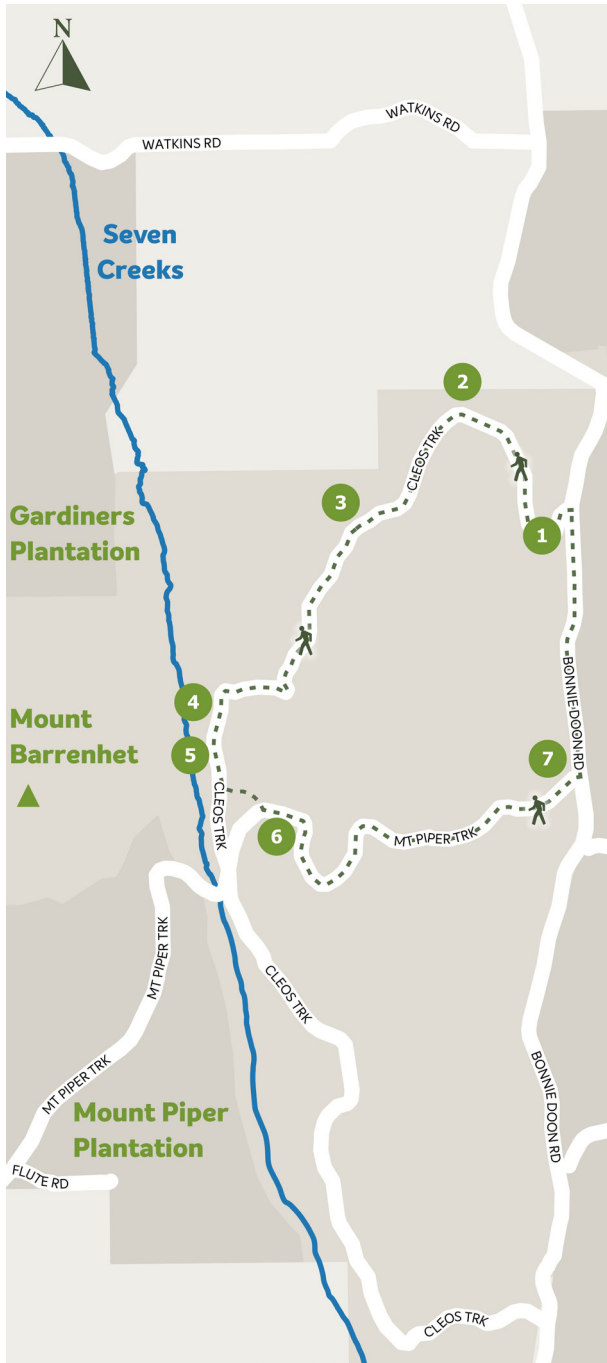 N
WATKINS RD
WATKINS RD
Seven
Creeks
2
CLEOS TRK
3
1
Gardiners
Plantation
BONNIE DOON RD
4
Mount
Barrenhet
5
7
CLEOS TRK
6
MT PIPER TRK
MT PIPER TRK
CLEOS TRK
MT PIPER TRK
BONNIE DOON RD
Mount Piper
Plantation
FLUTE RD
CLEOS TRK